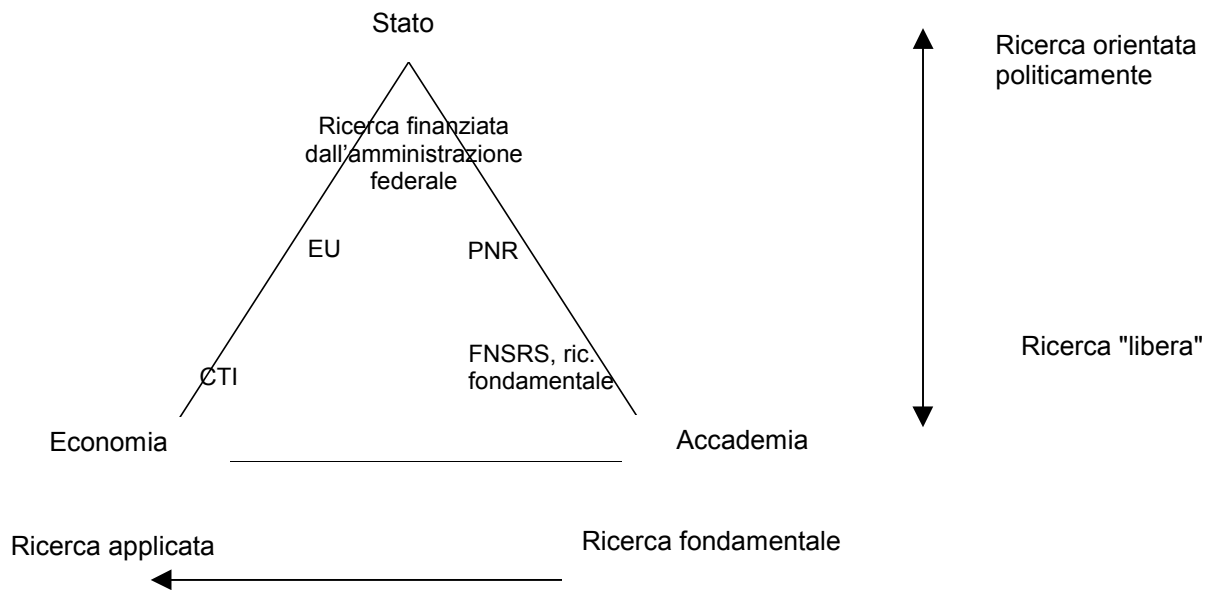 Stato
Ricerca orientata
politicamente
Ricerca finanziata
dall'amministrazione
federale
EU
PNR
Ricerca "libera"
FNSRS, ric.
fondamentale
CTI
Economia
Accademia
Ricerca applicata
Ricerca fondamentale